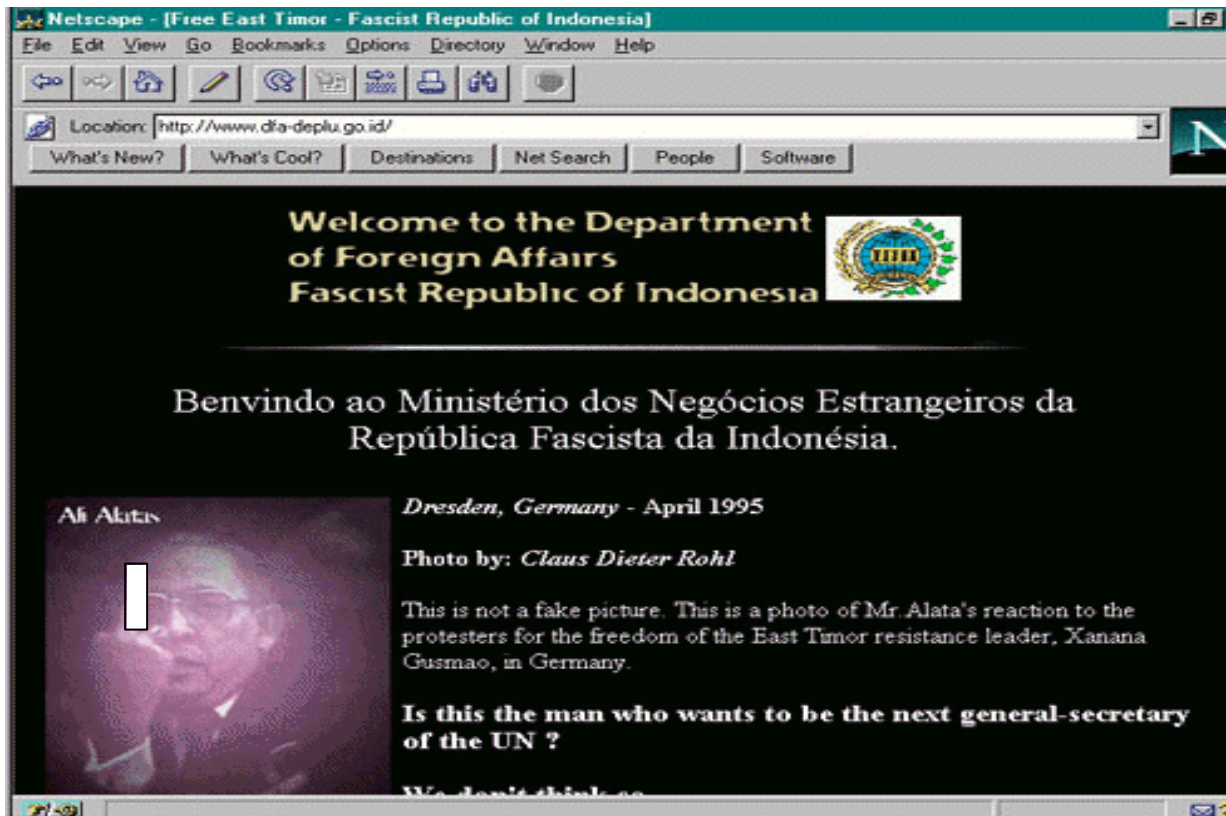 Netscape - [Free East Timor - Fascist Republic of Indonesia]
File Edit View Go Bookmarks Options Directory Window Help
Location: http://www.dfa-deplu.go.id/
N
What's New? What's Cool? Destinations Net Search People Software
Welcome to the Department
of Foreign Affairs
Fascist Republic of Indonesia
Benvindo ao Ministério dos Negócios Estrangeiros da
República Fascista da Indonésia.
Ali Alatas
Dresden, Germany - April 1995
Photo by: Claus Dieter Rohl
This is not a fake picture. This is a photo of Mr. Alata's reaction to the
protesters for the freedom of the East Timor resistance leader, Xanana
Gusmao, in Germany.
Is this the man who wants to be the next general-secretary
of the UN ?
We don't think so